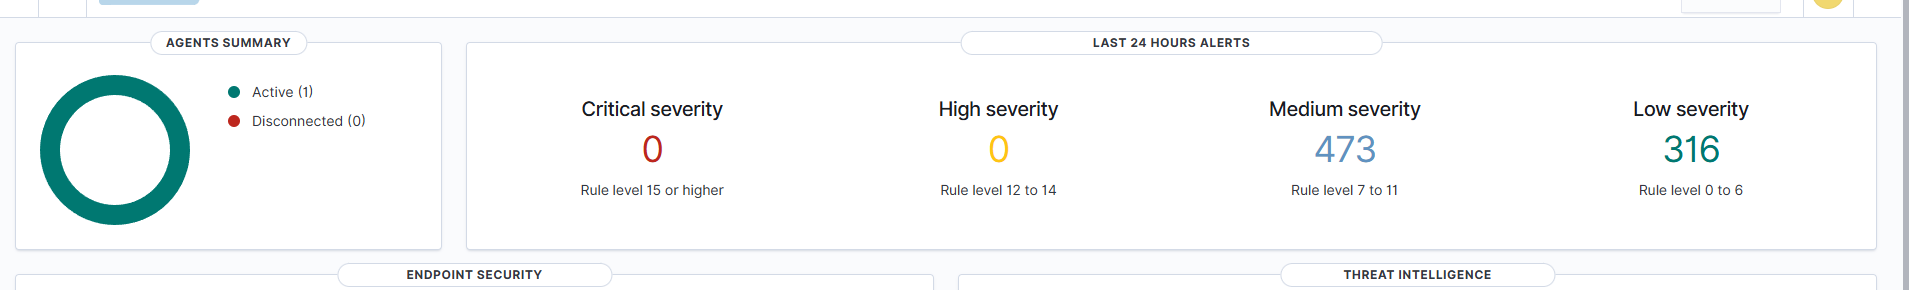 AGENTS SUMMARY
Active (1)
Disconnected (0)
LAST 24 HOURS ALERTS
Critical severity
0
Rule level 15 or higher
High severity
0
Rule level 12 to 14
Medium severity
473
Rule level 7 to 11
Low severity
316
Rule level 0 to 6
ENDPOINT SECURITY
THREAT INTELLIGENCE